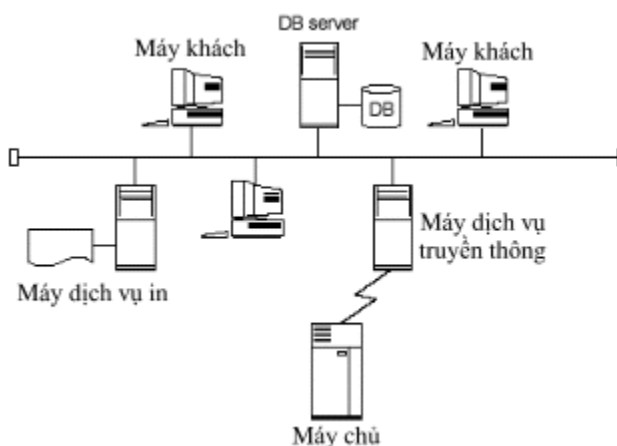 DB server
Máy khách
Máy khách
DB
Máy dịch vụ
truyền thông
Máy dịch vụ in
Máy chủ